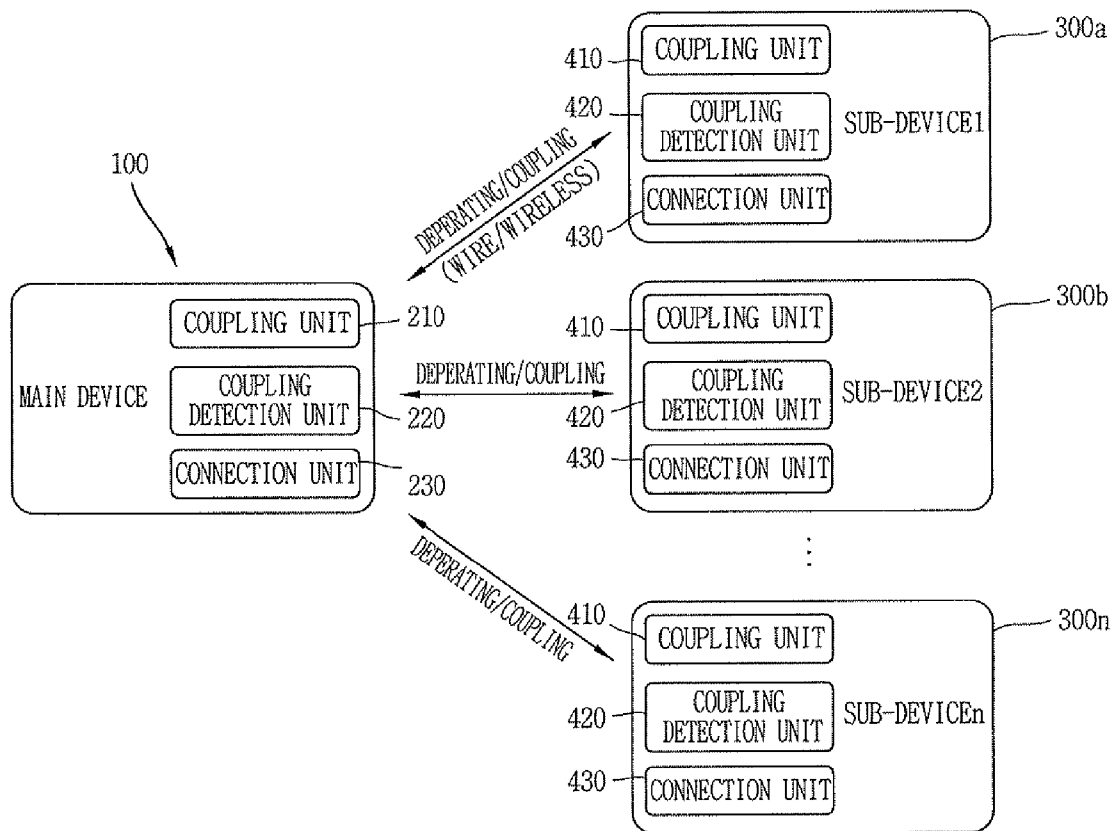 100
MAIN DEVICE
COUPLING UNIT
210
COUPLING
DETECTION UNIT
220
CONNECTION UNIT
230
DEPERATING/COUPLING
(WIRE/WIRELESS)
DEPERATING/COUPLING
DEPERATING/COUPLING
300a
410
COUPLING UNIT
420
COUPLING
DETECTION UNIT
SUB-DEVICE1
430
CONNECTION UNIT
300b
410
COUPLING UNIT
420
COUPLING
DETECTION UNIT
SUB-DEVICE2
430
CONNECTION UNIT
300n
410
COUPLING UNIT
420
COUPLING
DETECTION UNIT
SUB-DEVICEn
430
CONNECTION UNIT